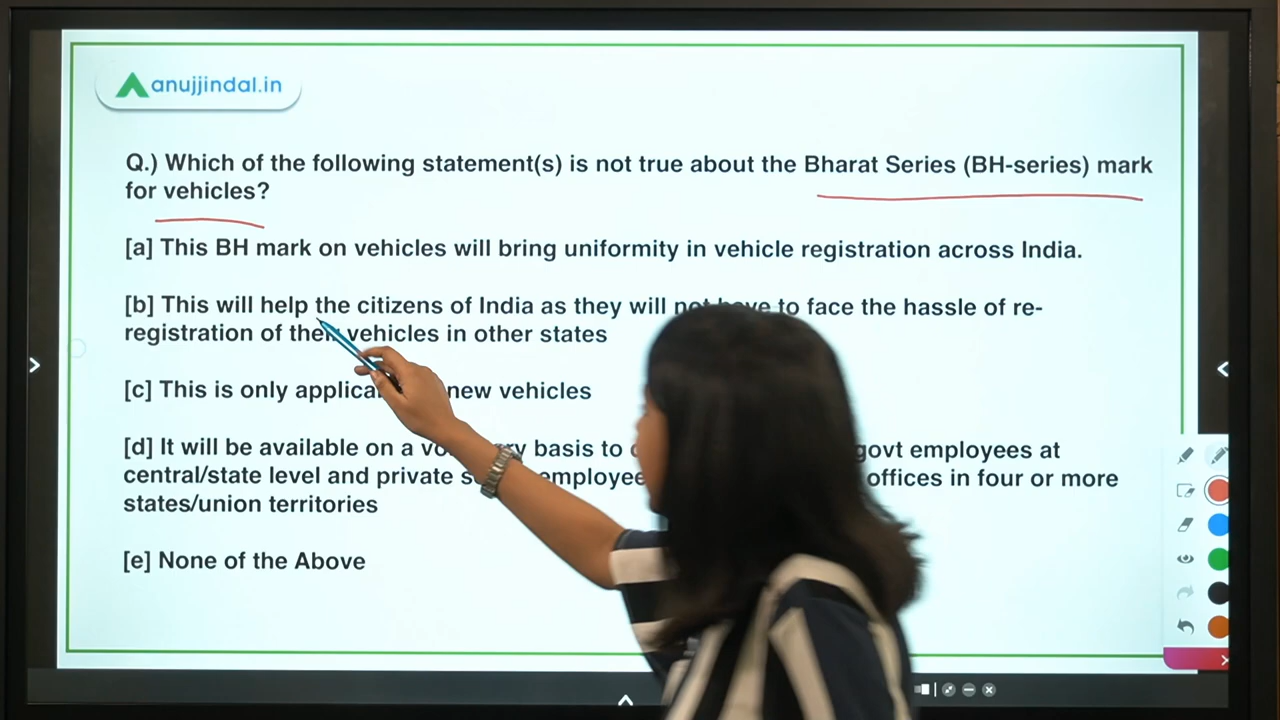 anujjindal.in
Q.) Which of the following statement(s) is not true about the Bharat Series (BH-series) mark
for vehicles?
[a] This BH mark on vehicles will bring uniformity in vehicle registration across India.
[b] This will help the citizens of India as they will not have to face the hassle of re-
registration of their vehicles in other states
[c] This is only new vehicles
[d] It will be available on a basis to govt employees at
central/state level and private offices in four or more
states/union territories
[e] None of the Above